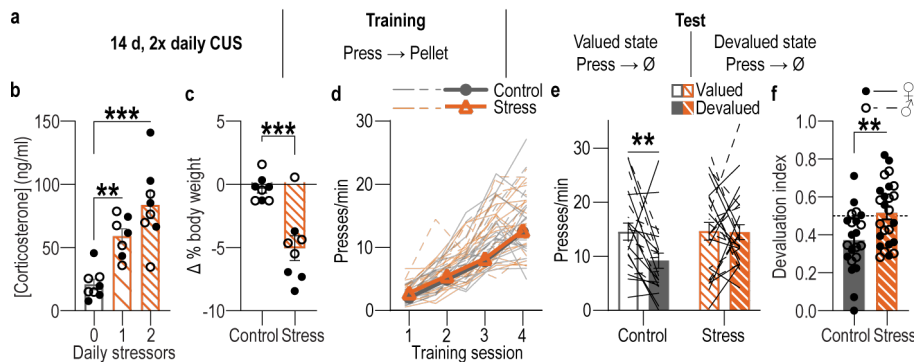 a
14 d, 2x daily CUS
Training
Press → Pellet
Test
Valued state
Press → Ø
Devalued state
Press → Ø
b
***
**
[Corticosterone] (ng/ml)
150
100
50
0
0 1 2
Daily stressors
c
***
Δ % body weight
5
0
-5
-10
Control Stress
d
Control
Stress
Presses/min
30
20
10
0
1 2 3 4
Training session
e
Valued
Devalued
**
Presses/min
30
20
10
0
Control Stress
f
♀
♂
**
Devaluation index
1.0
0.8
0.6
0.4
0.2
0.0
Control Stress